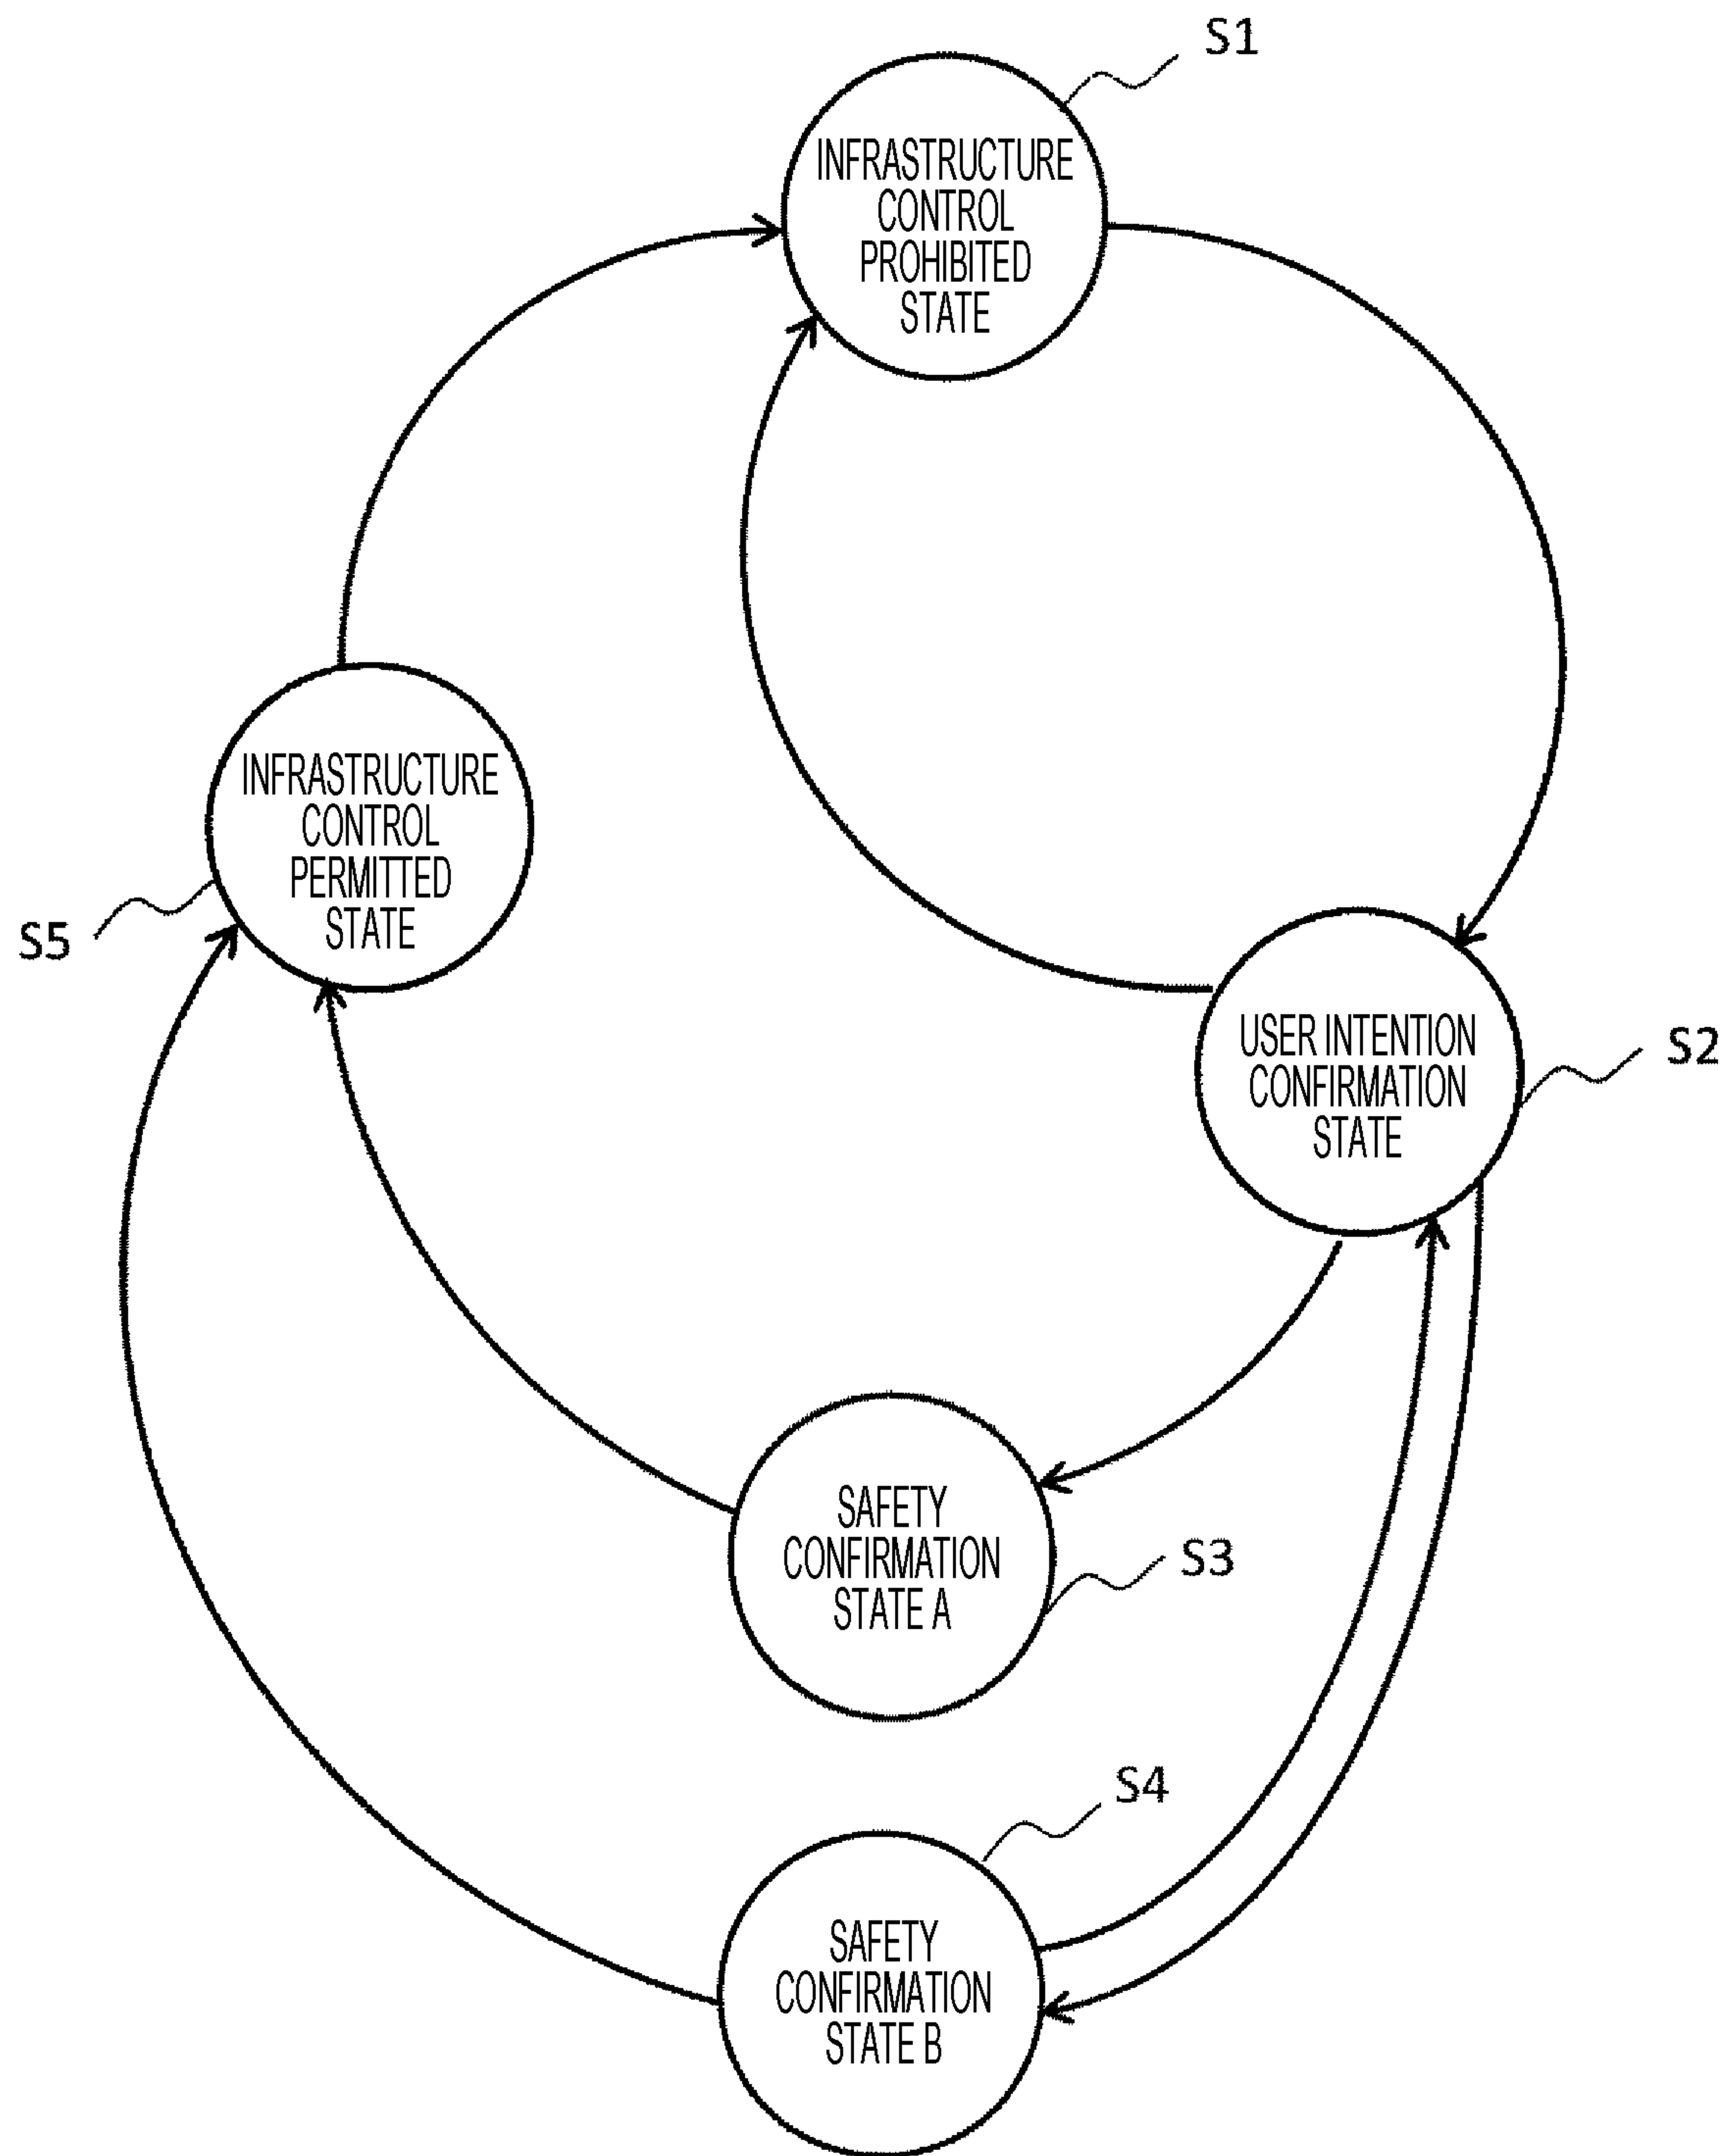 S1
INFRASTRUCTURE
CONTROL
PROHIBITED
STATE
INFRASTRUCTURE
CONTROL
PERMITTED
STATE
S5
USER INTENTION
CONFIRMATION
STATE
S2
SAFETY
CONFIRMATION
STATE A
S3
S4
SAFETY
CONFIRMATION
STATE B